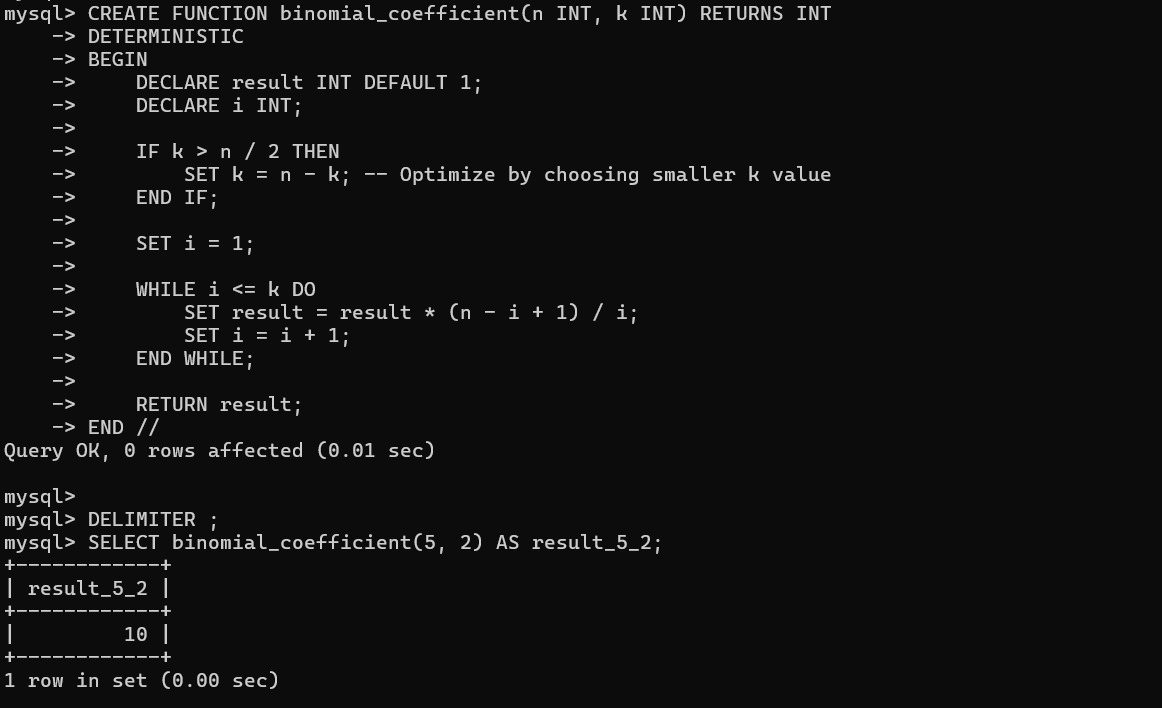 mysql> CREATE FUNCTION binomial_coefficient(n INT, k INT) RETURNS INT
    -> DETERMINISTIC
    -> BEGIN
    ->     DECLARE result INT DEFAULT 1;
    ->     DECLARE i INT;
    ->
    ->     IF k > n / 2 THEN
    ->         SET k = n - k; -- Optimize by choosing smaller k value
    ->     END IF;
    ->
    ->     SET i = 1;
    ->
    ->     WHILE i <= k DO
    ->         SET result = result * (n - i + 1) / i;
    ->         SET i = i + 1;
    ->     END WHILE;
    ->
    ->     RETURN result;
    -> END //
Query OK, 0 rows affected (0.01 sec)

mysql>
mysql> DELIMITER ;
mysql> SELECT binomial_coefficient(5, 2) AS result_5_2;
+------------+
| result_5_2 |
+------------+
|         10 |
+------------+
1 row in set (0.00 sec)